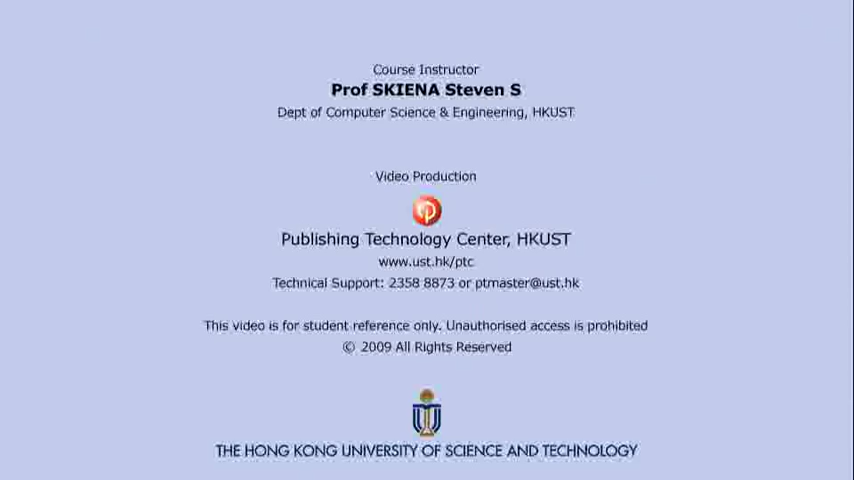 Course Instructor
Prof SKIENA Steven S
Dept of Computer Science & Engineering, HKUST
Video Production
Publishing Technology Center, HKUST
www.ust.hk/ptc
Technical Support: 2358 8873 or ptmaster@ust.hk
This video is for student reference only. Unauthorised access is prohibited
© 2009 All Rights Reserved
THE HONG KONG UNIVERSITY OF SCIENCE AND TECHNOLOGY